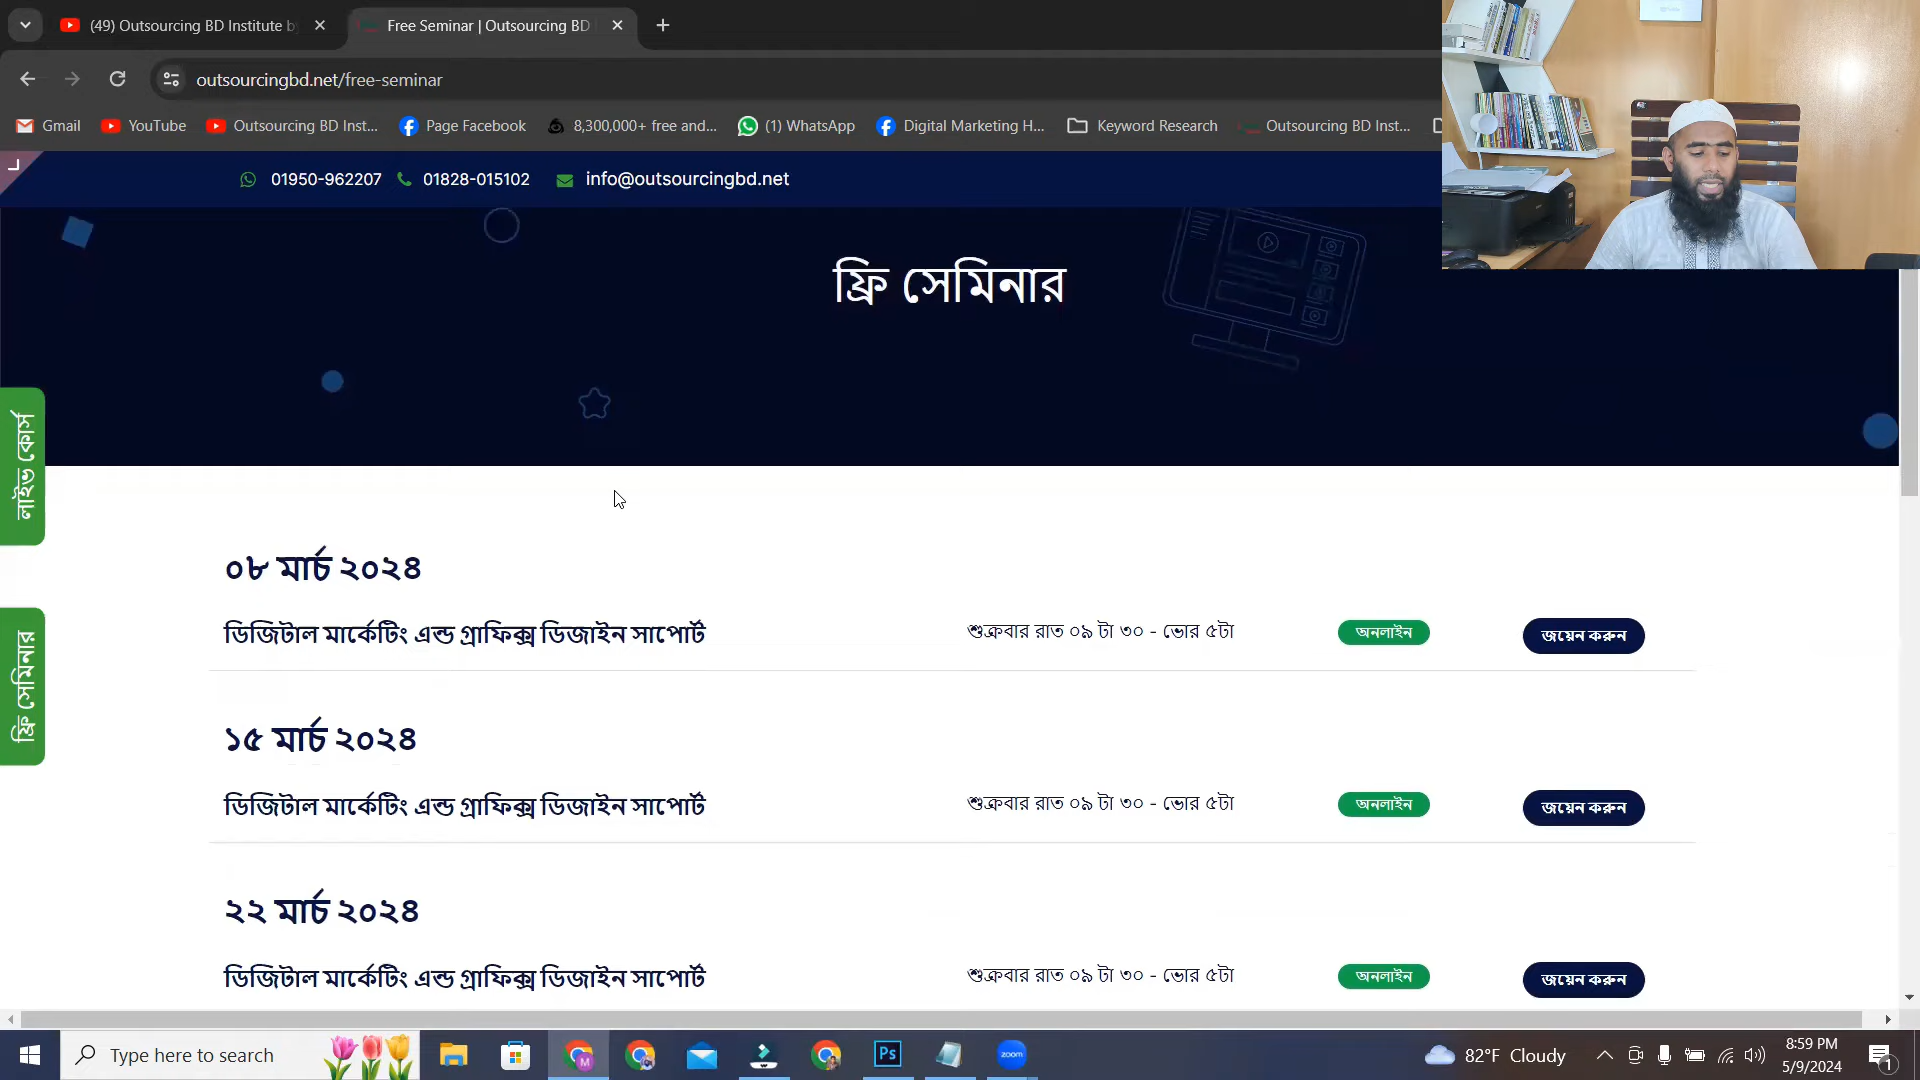 (49) Outsourcing BD Institute b
Free Seminar | Outsourcing BD
outsourcingbd.net/free-seminar
Gmail
YouTube
Outsourcing BD Inst...
Page Facebook
8,300,000+ free and...
(1) WhatsApp
Digital Marketing H...
Keyword Research
Outsourcing BD Inst...
01950-962207
01828-015102
info@outsourcingbd.net
ফ্রি সেমিনার
লাইভ কোর্স
ফ্রি সেমিনার
০৮ মার্চ ২০২৪
ডিজিটাল মার্কেটিং এন্ড গ্রাফিক্স ডিজাইন সাপোর্ট
শুক্রবার রাত ০৯ টা ৩০ - ভোর ৫টা
অনলাইন
জয়েন করুন
১৫ মার্চ ২০২৪
ডিজিটাল মার্কেটিং এন্ড গ্রাফিক্স ডিজাইন সাপোর্ট
শুক্রবার রাত ০৯ টা ৩০ - ভোর ৫টা
অনলাইন
জয়েন করুন
২২ মার্চ ২০২৪
ডিজিটাল মার্কেটিং এন্ড গ্রাফিক্স ডিজাইন সাপোর্ট
শুক্রবার রাত ০৯ টা ৩০ - ভোর ৫টা
অনলাইন
জয়েন করুন
Type here to search
M
Ps
zoom
82°F Cloudy
8:59 PM
5/9/2024
1